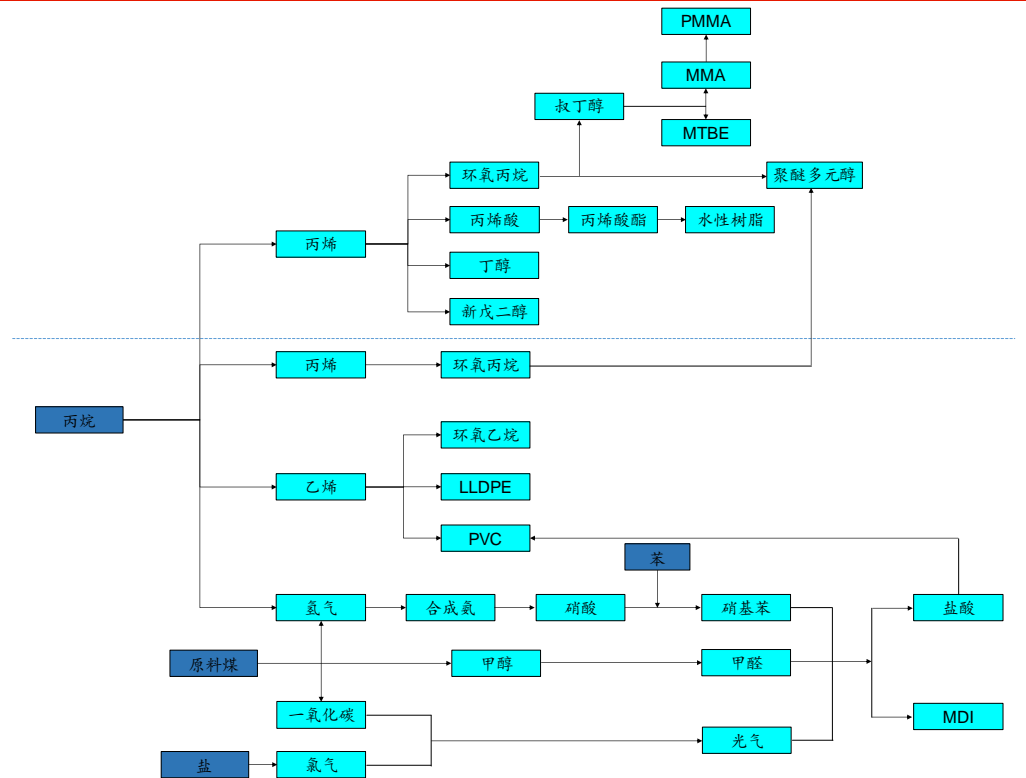 PMMA
MMA
叔丁醇
MTBE
环氧丙烷
聚醚多元醇
丙烯酸
丙烯酸酯
水性树脂
丙烯
丁醇
新戊二醇
丙烯
环氧丙烷
丙烷
环氧乙烷
乙烯
LLDPE
PVC
苯
氢气
合成氨
硝酸
硝基苯
盐酸
原料煤
甲醇
甲醛
一氧化碳
MDI
光气
盐
氯气